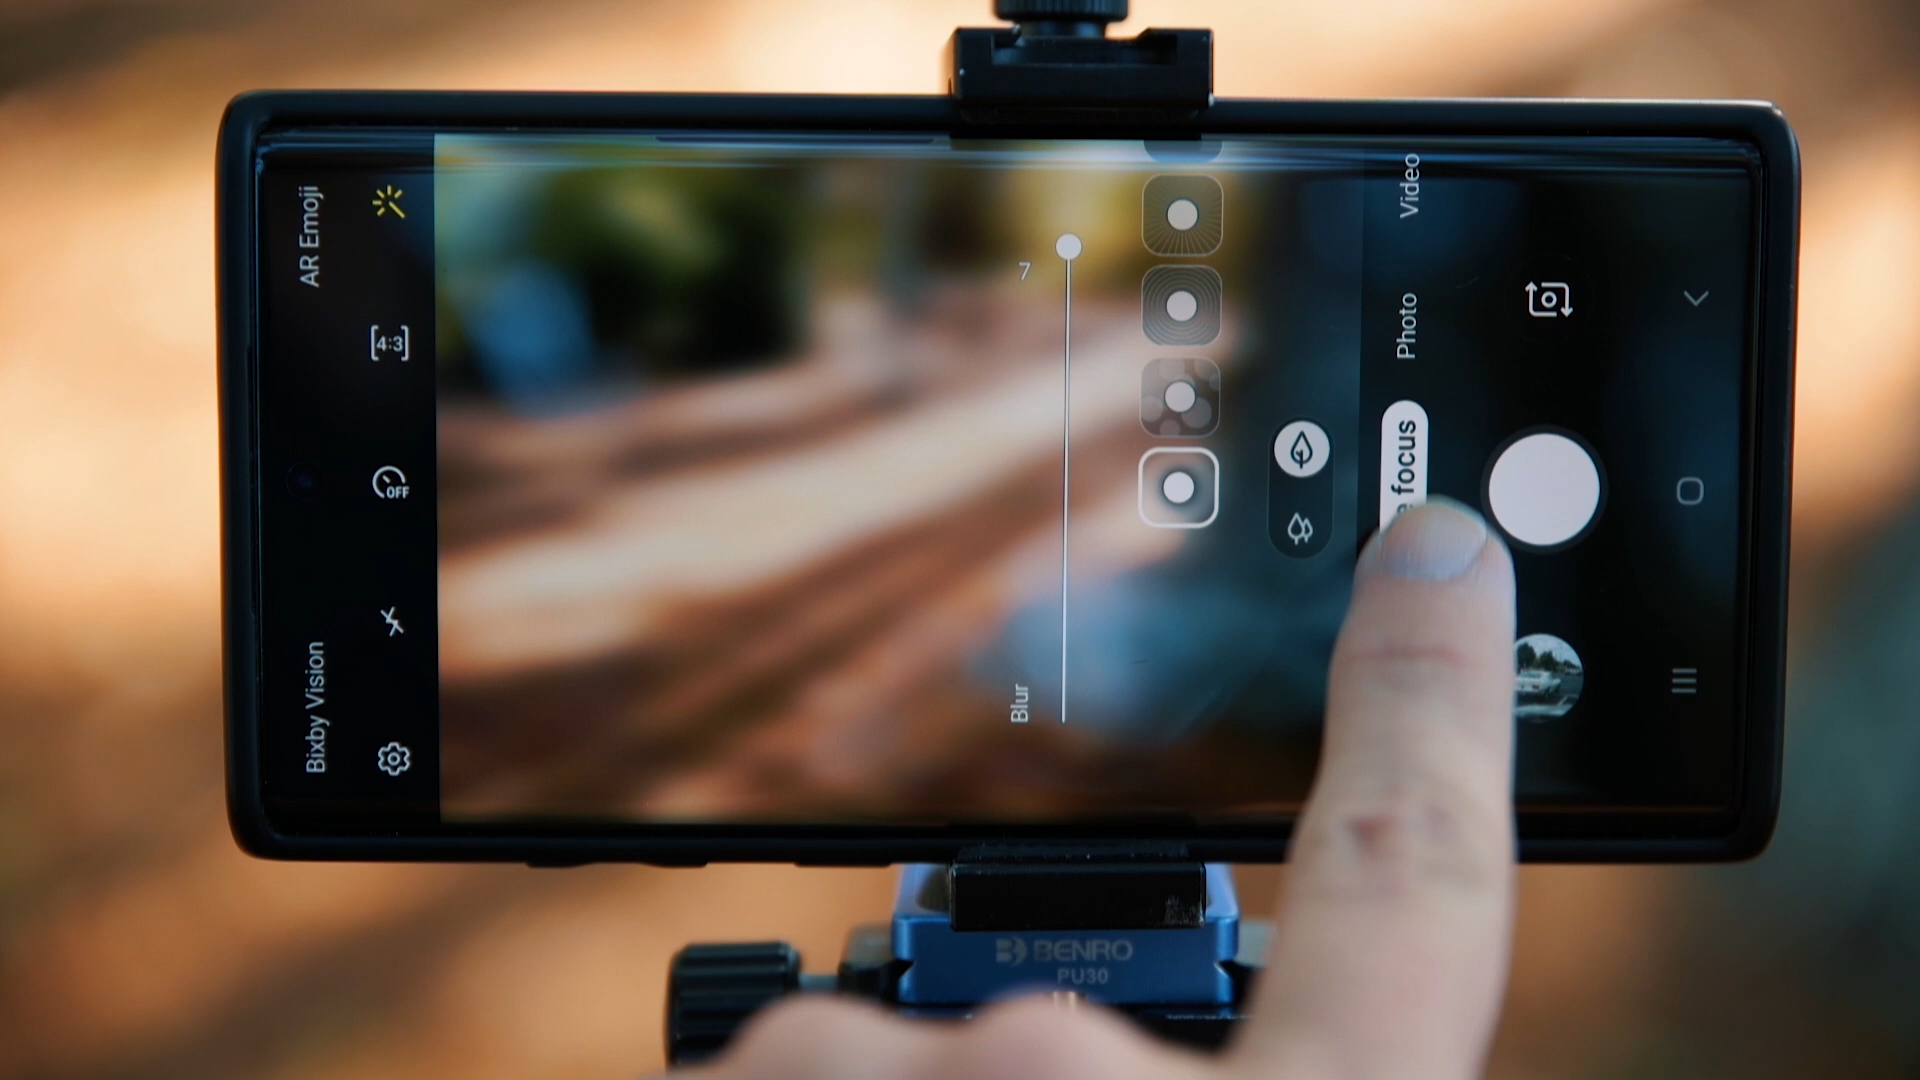 AR Emoji
Bixby Vision
4:3
OFF
7
Blur
Video
Photo
e focus
BENRO
PU30